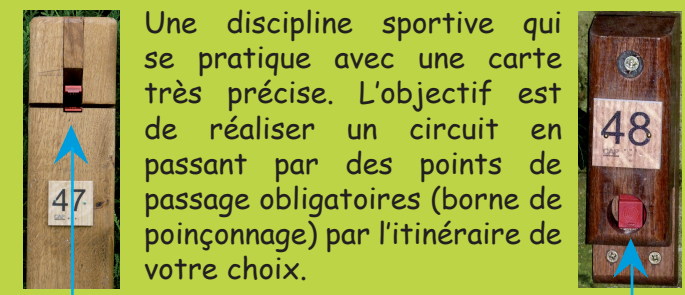 Une discipline sportive qui
se pratique avec une carte
très précise. L'objectif est
de réaliser un circuit en
passant par des points de
passage obligatoires (borne de
poinçonnage) par l'itinéraire de
votre choix.
47
48